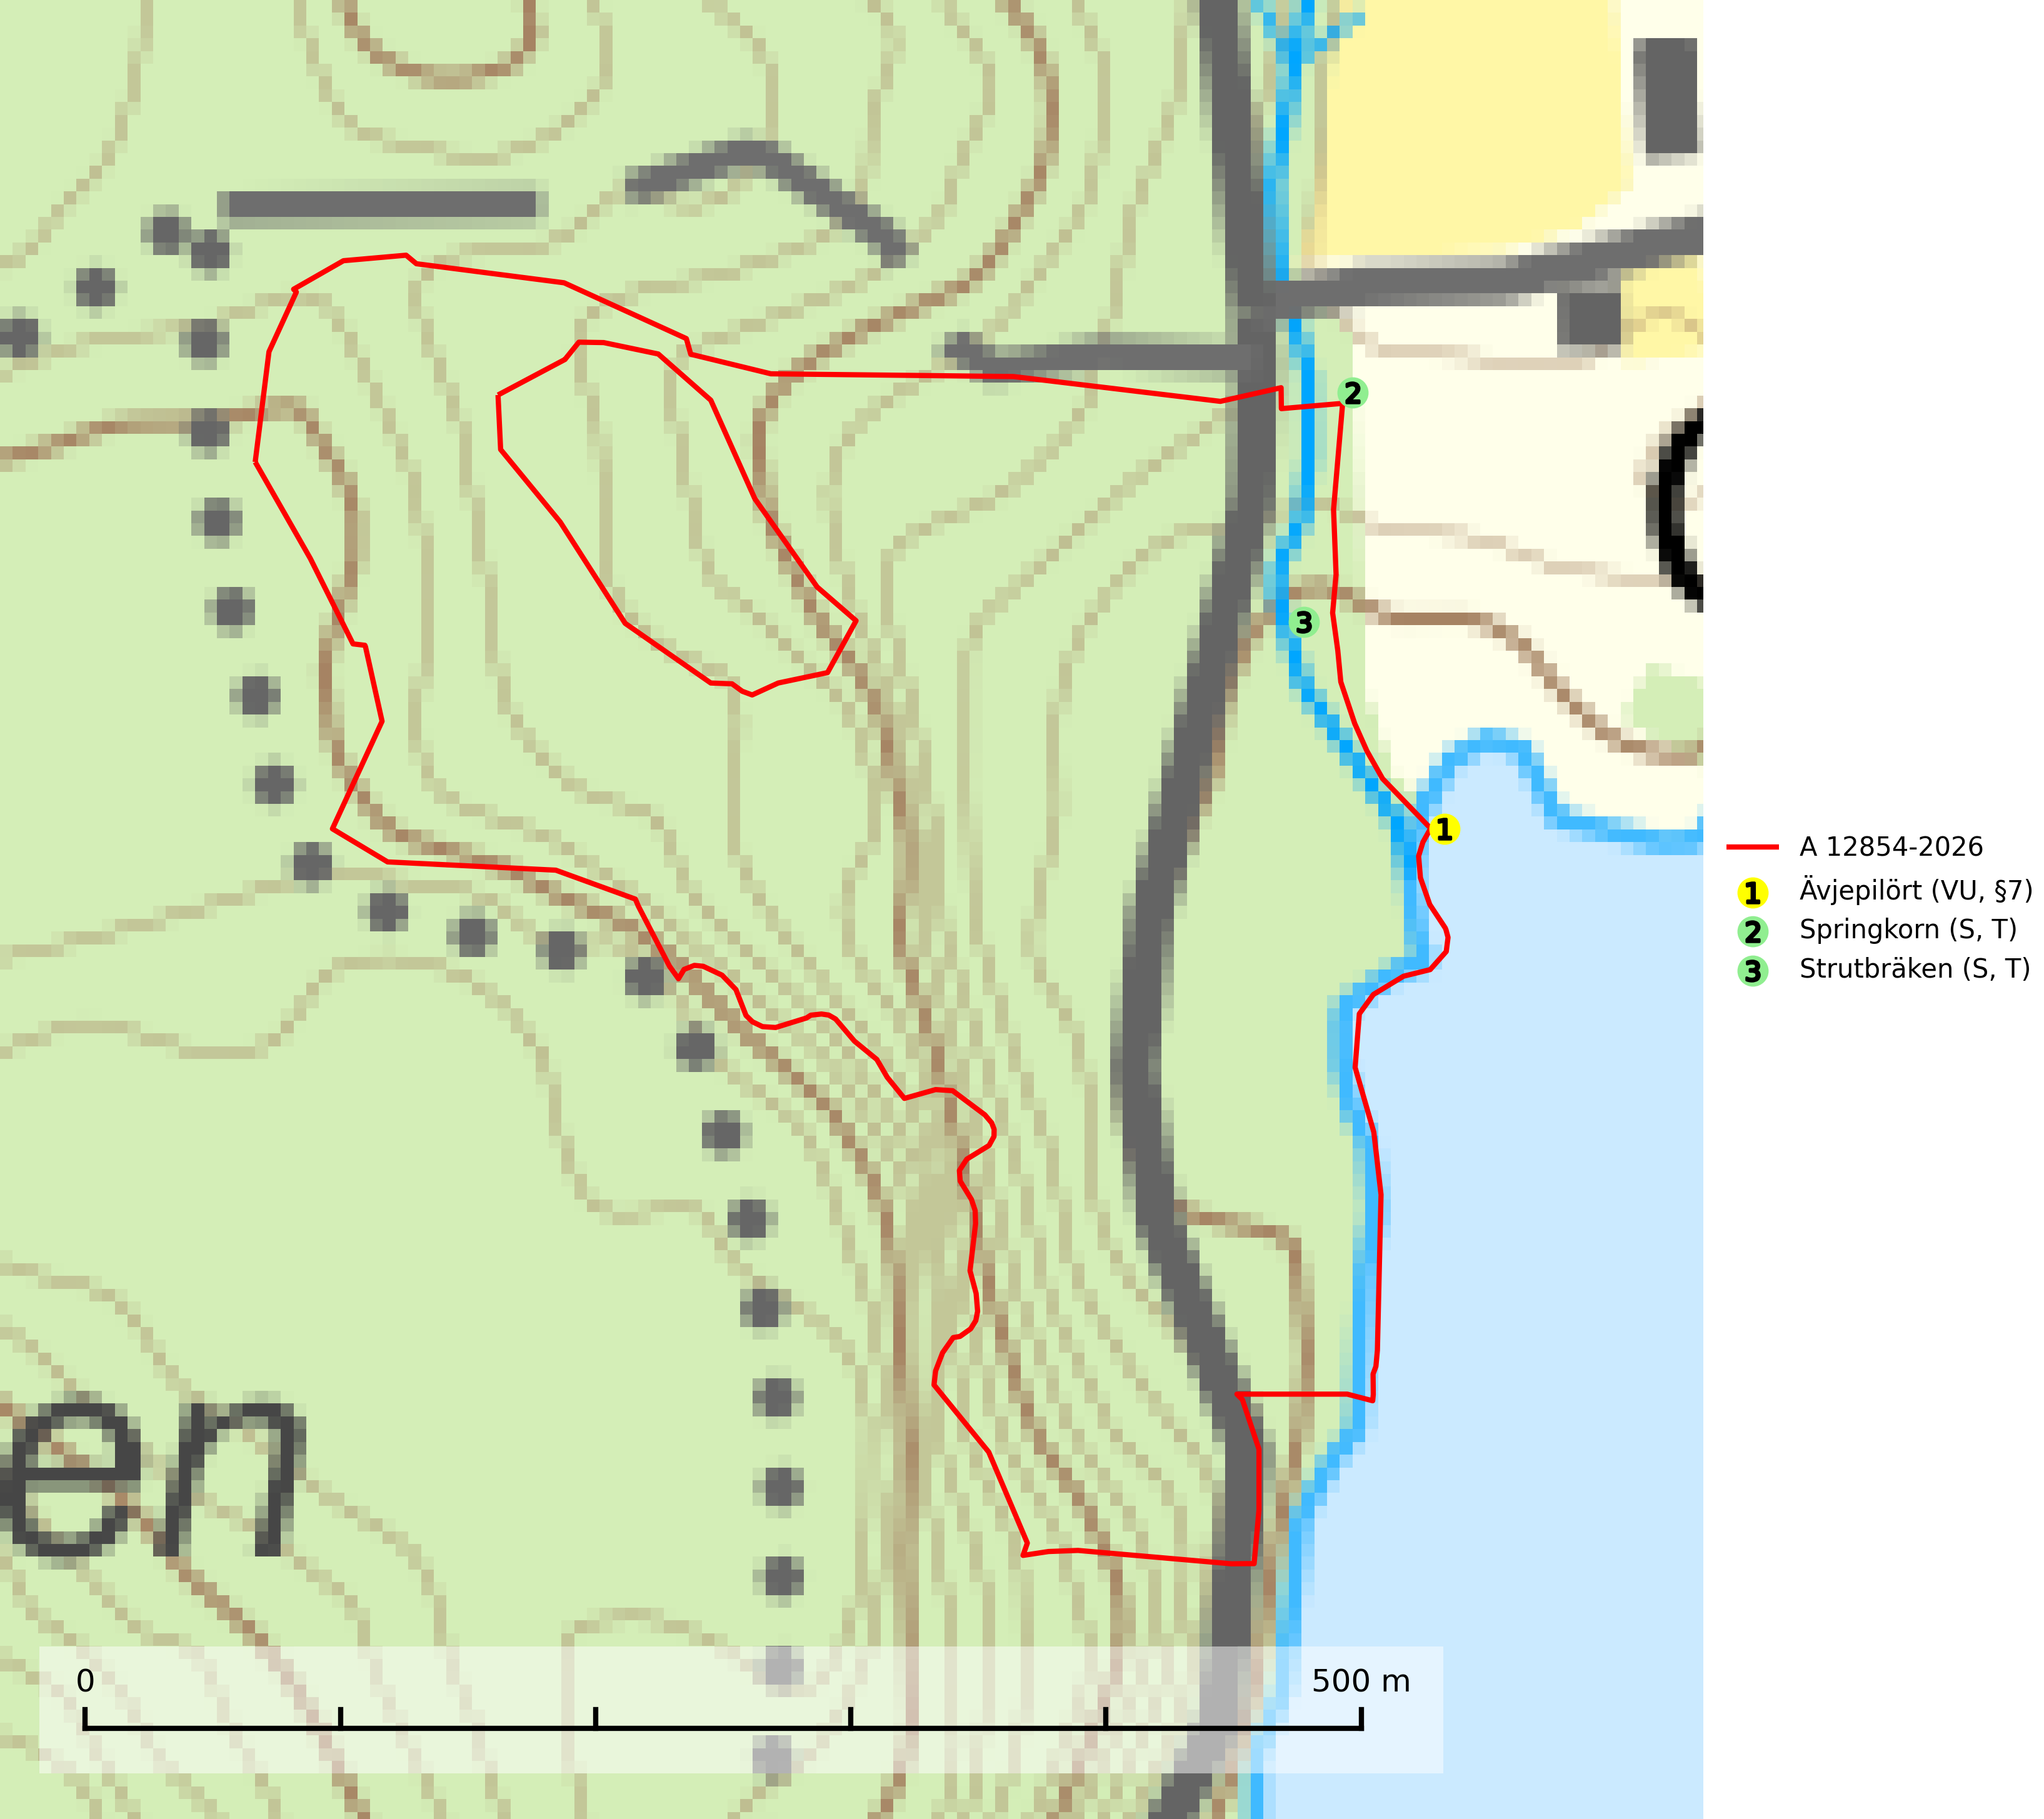 2
3
1
en
0 500 m
A 12854-2026
1 Ävjepilört (VU, §7)
2 Springkorn (S, T)
3 Strutbräken (S, T)